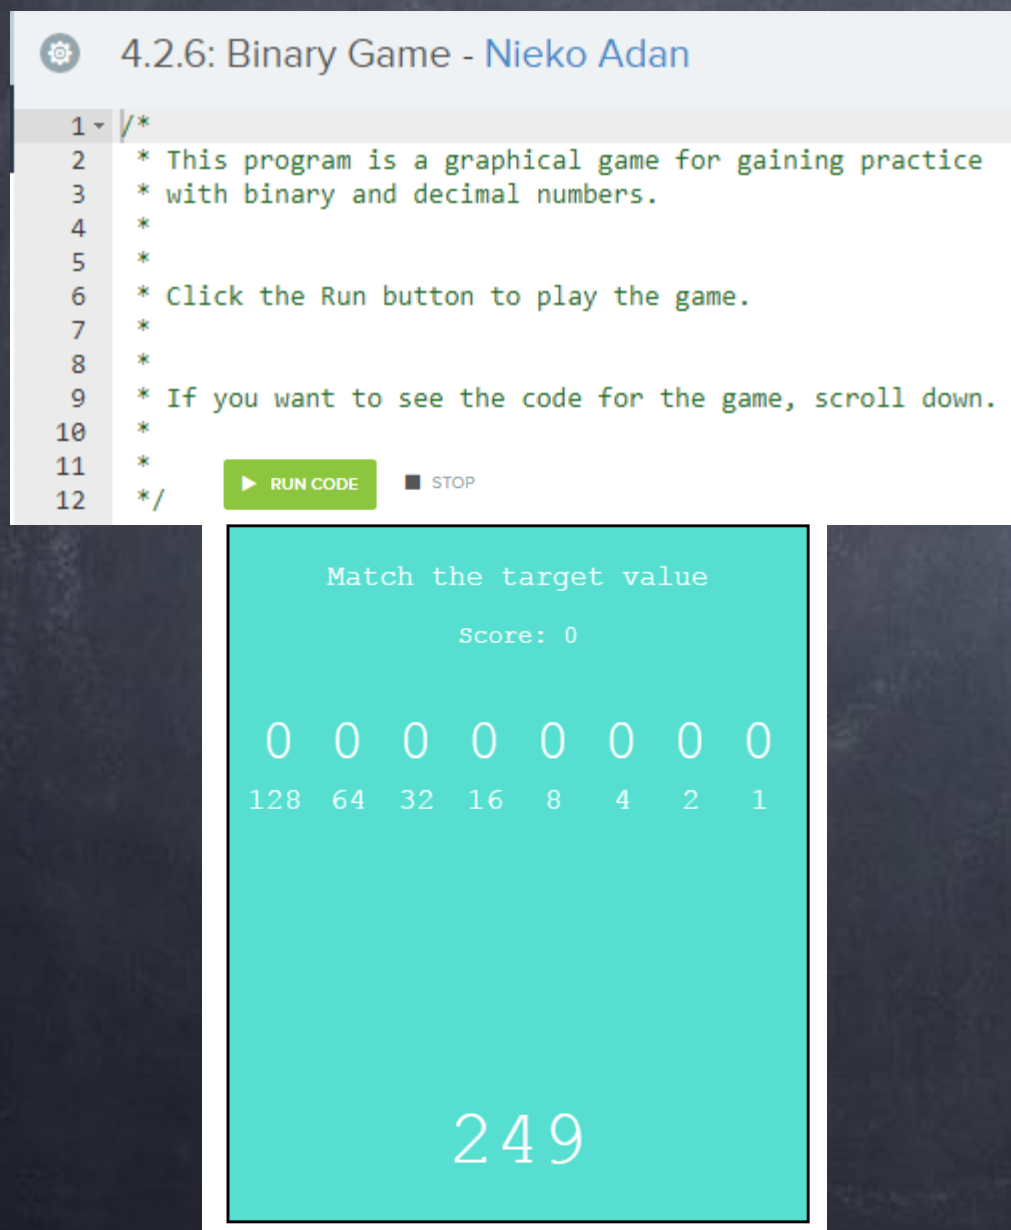 4.2.6: Binary Game - Nieko Adan
1 /*
2 * This program is a graphical game for gaining practice
3 * with binary and decimal numbers.
4 *
5 *
6 * Click the Run button to play the game.
7 *
8 *
9 * If you want to see the code for the game, scroll down.
10 *
11 *
12 */
RUN CODE STOP
Match the target value
Score: 0
0 0 0 0 0 0 0 0
128 64 32 16 8 4 2 1
249